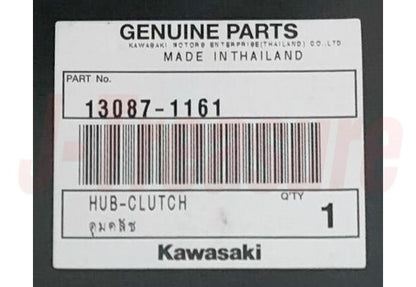 GENUINE PARTS
KAWASAKI MOTORS ENTERPRISE(THAILAND) CO.,LTD
MADE INTHAILAND
PART No.
13087-1161
HUB-CLUTCH
Q'TY
ดุมคลัช
1
Kawasaki
J-Treasure